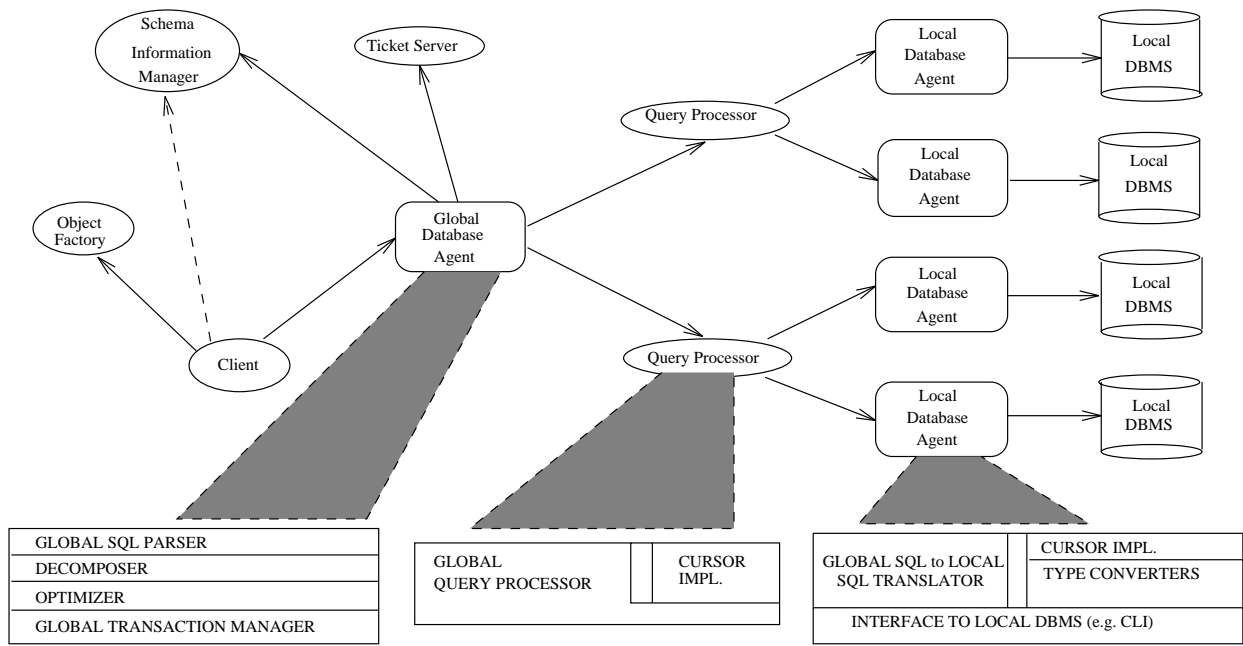 Schema
Information
Manager
Ticket Server
Object
Factory
Client
Global
Database
Agent
Query Processor
Query Processor
Local
Database
Agent
Local
DBMS
Local
Database
Agent
Local
DBMS
Local
Database
Agent
Local
DBMS
Local
Database
Agent
Local
DBMS
GLOBAL SQL PARSER
DECOMPOSER
OPTIMIZER
GLOBAL TRANSACTION MANAGER
GLOBAL
QUERY PROCESSOR
CURSOR
IMPL.
GLOBAL SQL to LOCAL
SQL TRANSLATOR
CURSOR IMPL.
TYPE CONVERTERS
INTERFACE TO LOCAL DBMS (e.g. CLI)